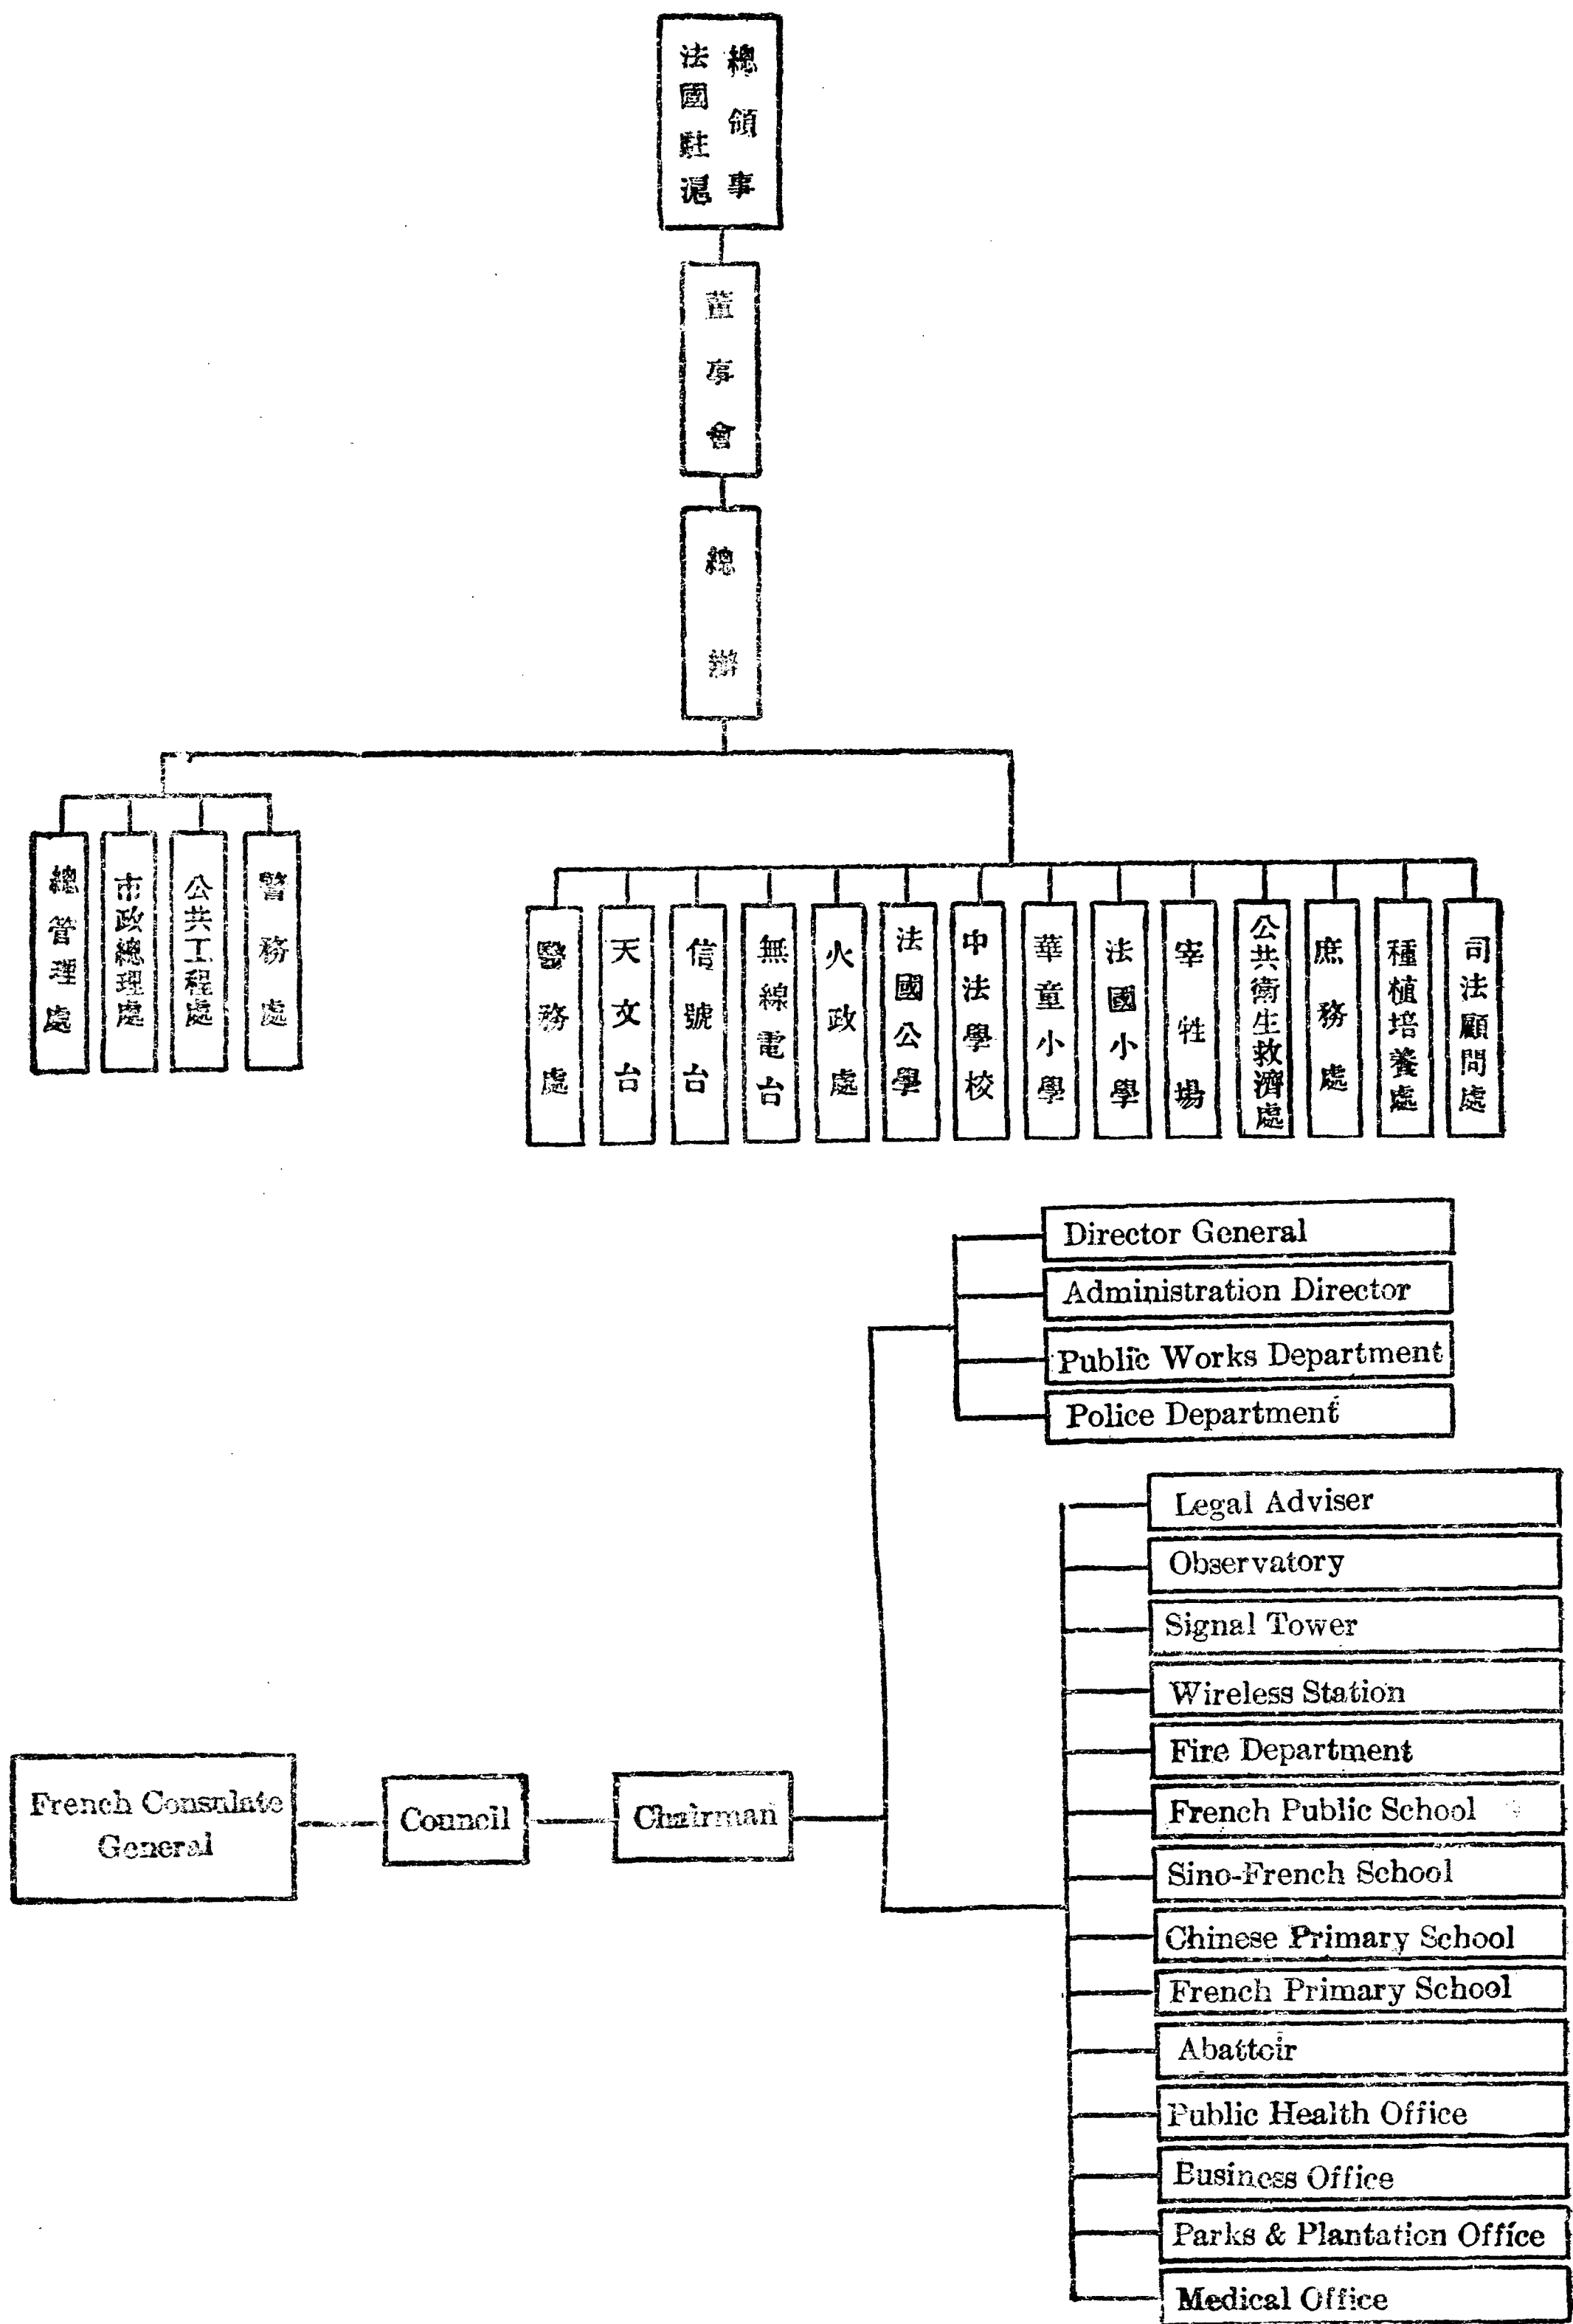 總領事
法國駐滬
董事會
總辦
總管理處
市政總理處
公共工程處
警務處
醫務處
天文台
信號台
無線電台
火政處
法國公學
中法學校
華童小學
法國小學
宰牲場
公共衛生救濟處
庶務處
種植培養處
司法顧問處
Director General
Administration Director
Public Works Department
Police Department
Legal Adviser
Observatory
Signal Tower
Wireless Station
Fire Department
French Public School
Sino-French School
Chinese Primary School
French Primary School
Abattoir
Public Health Office
Business Office
Parks & Plantation Office
Medical Office
French Consulate
General
Council
Chairman